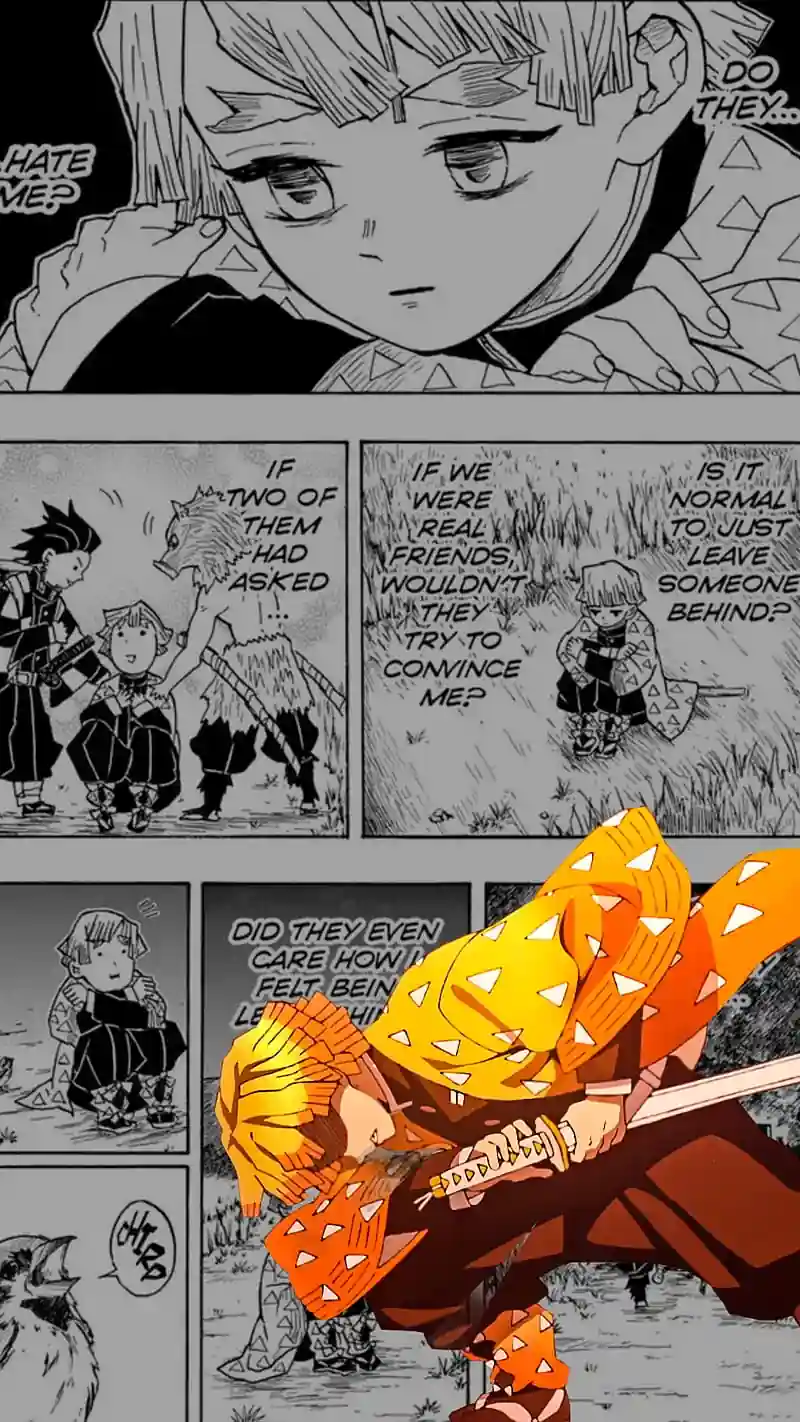 DO
THEY...
HATE
ME?
IF
TWO OF
THEM
HAD
ASKED
...
IF WE
WERE
REAL
FRIENDS,
WOULDN'T
THEY
TRY TO
CONVINCE
ME?
IS IT
NORMAL
TO JUST
LEAVE
SOMEONE
BEHIND?
DID THEY EVEN
CARE HOW I
FELT
CHIRP